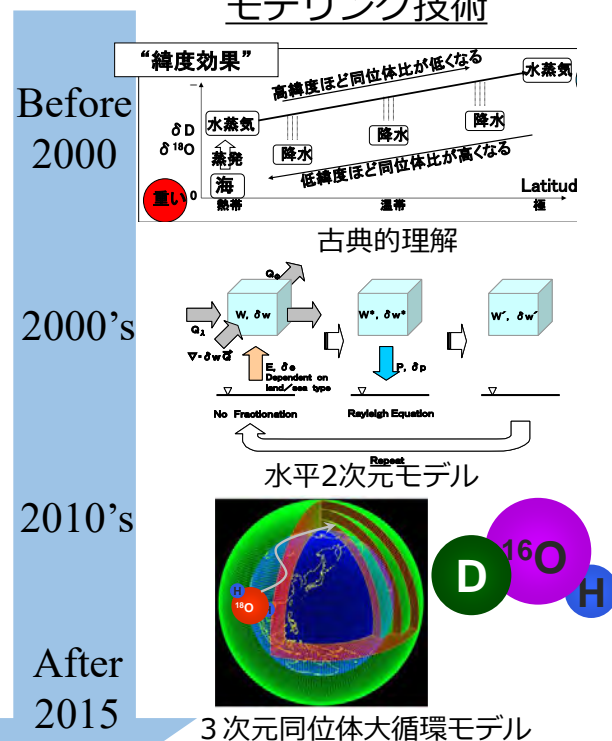 モデリング技術
Before
2000
“緯度効果”
高緯度ほど同位体比が低くなる
水蒸気
水蒸気
δD
δ¹⁸O
降水
降水
降水
蒸発
低緯度ほど同位体比が高くなる
海
重い
0
Latitud
熱帯
温帯
極
古典的理解
2000's
W, δw
W*, δw*
W´, δw´
Qλ
∇・δwQ
E, δe
Dependent on
land/sea type
P, δp
No Fractionation
Rayleigh Equation
Repeat
水平2次元モデル
2010's
H
¹⁸O
D
¹⁶O
H
After
2015
３次元同位体大循環モデル